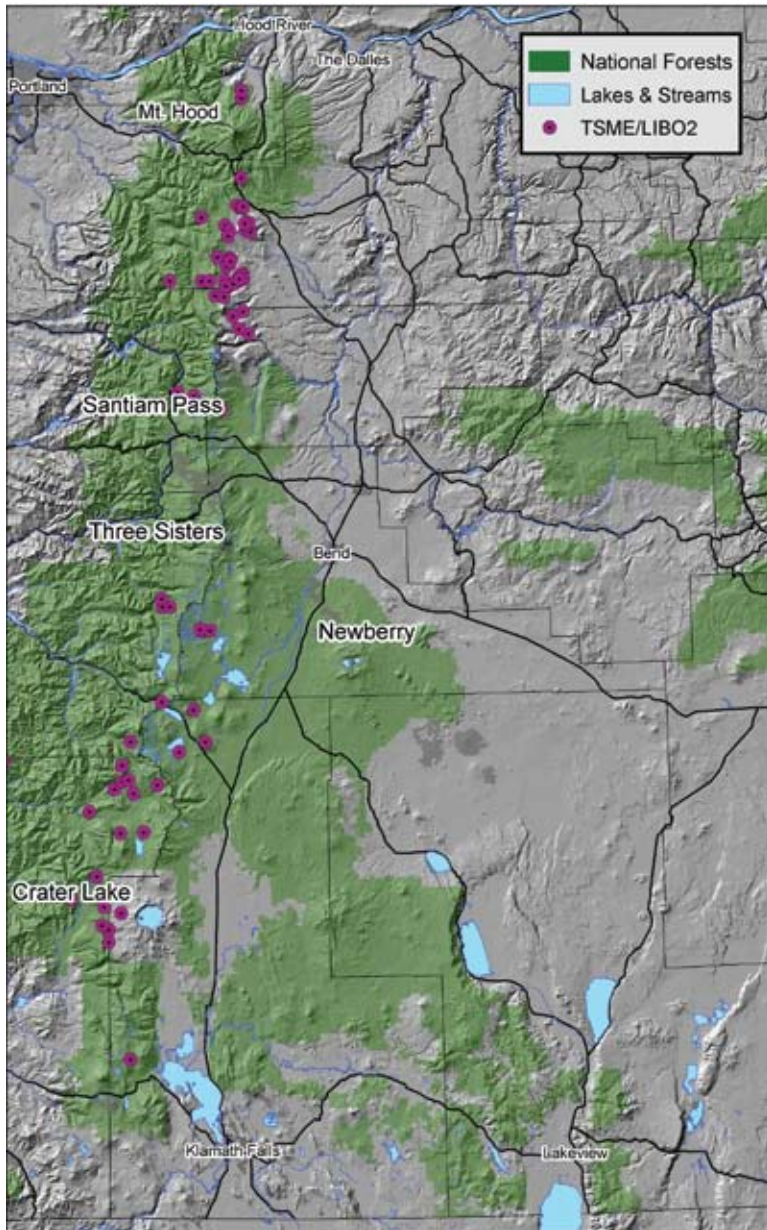 Hood River
The Dalles
Portland
Mt. Hood
National Forests
Lakes & Streams
TSME/LIBO2
Santiam Pass
Three Sisters
Bend
Newberry
Crater Lake
Klamath Falls
Lakeview